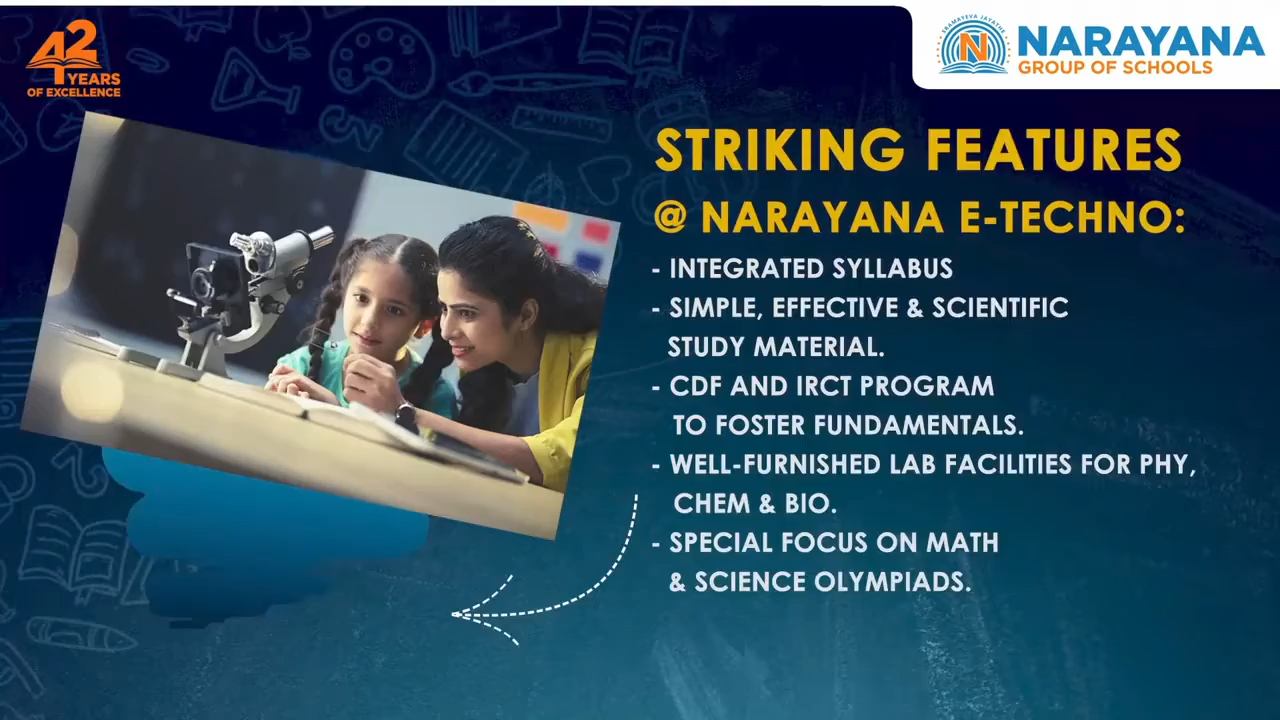 42
YEARS
OF EXCELLENCE
EKAMAYEVA JAYATHE
N
NARAYANA
GROUP OF SCHOOLS
STRIKING FEATURES
@ NARAYANA E-TECHNO:
- INTEGRATED SYLLABUS
- SIMPLE, EFFECTIVE & SCIENTIFIC
STUDY MATERIAL.
- CDF AND IRCT PROGRAM
TO FOSTER FUNDAMENTALS.
- WELL-FURNISHED LAB FACILITIES FOR PHY,
CHEM & BIO.
- SPECIAL FOCUS ON MATH
& SCIENCE OLYMPIADS.